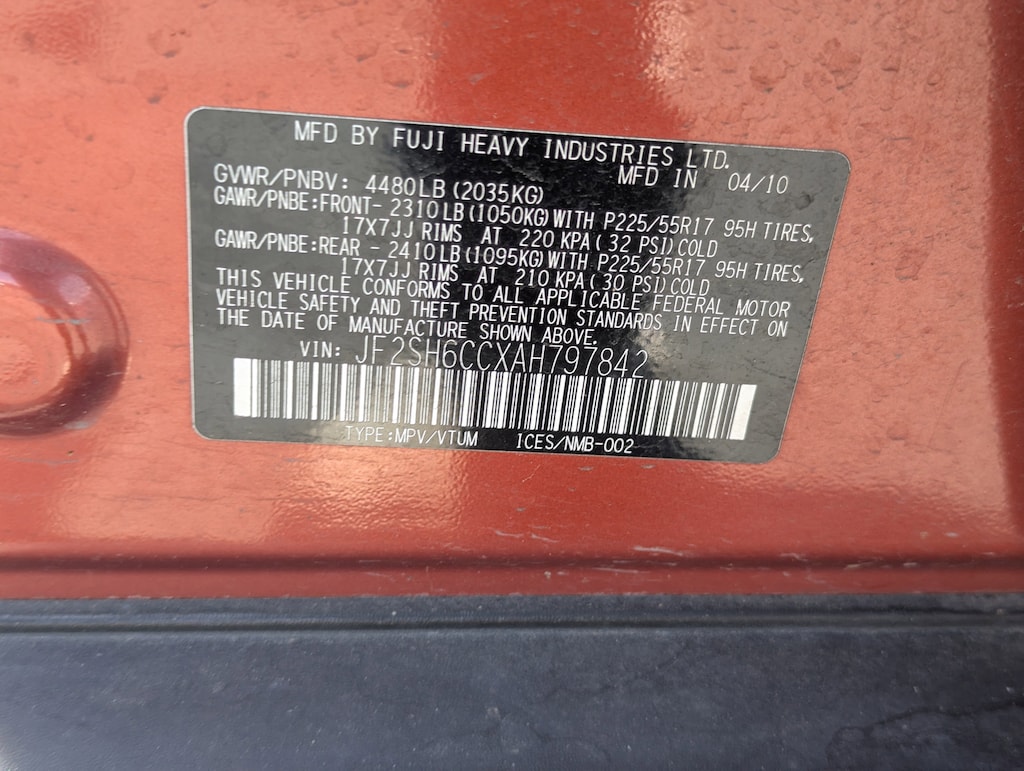 MFD BY FUJI HEAVY INDUSTRIES LTD.
MFD IN 04/10
GVWR/PNBV: 4480LB (2035KG)
GAWR/PNBE:FRONT- 2310LB (1050KG) WITH P225/55R17 95H TIRES,
17X7JJ RIMS AT 220 KPA ( 32 PSI) COLD
GAWR/PNBE:REAR - 2410LB (1095KG) WITH P225/55R17 95H TIRES,
17X7JJ RIMS AT 210 KPA ( 30 PSI) COLD
THIS VEHICLE CONFORMS TO ALL APPLICABLE FEDERAL MOTOR
VEHICLE SAFETY AND THEFT PREVENTION STANDARDS IN EFFECT ON
THE DATE OF MANUFACTURE SHOWN ABOVE.
VIN: JF2SH6CCXAH797842
TYPE:MPV/VTUM ICES/NMB-002